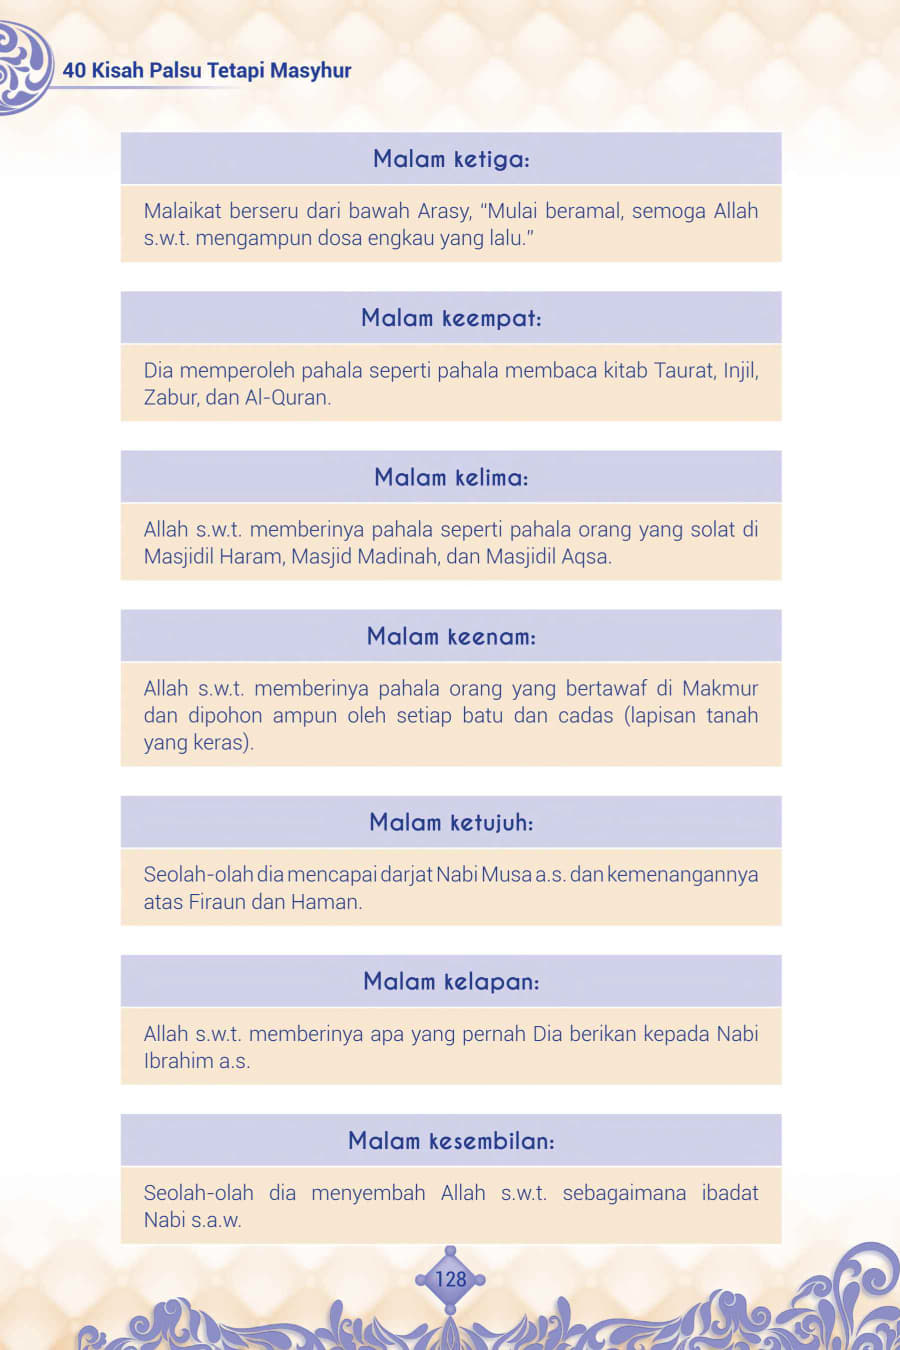 40 Kisah Palsu Tetapi Masyhur
Malam ketiga:
Malaikat berseru dari bawah Arasy, “Mulai beramal, semoga Allah
s.w.t. mengampun dosa engkau yang lalu.”
Malam keempat:
Dia memperoleh pahala seperti pahala membaca kitab Taurat, Injil,
Zabur, dan Al-Quran.
Malam kelima:
Allah s.w.t. memberinya pahala seperti pahala orang yang solat di
Masjidil Haram, Masjid Madinah, dan Masjidil Aqsa.
Malam keenam:
Allah s.w.t. memberinya pahala orang yang bertawaf di Makmur
dan dipohon ampun oleh setiap batu dan cadas (lapisan tanah
yang keras).
Malam ketujuh:
Seolah-olah dia mencapai darjat Nabi Musa a.s. dan kemenangannya
atas Firaun dan Haman.
Malam kelapan:
Allah s.w.t. memberinya apa yang pernah Dia berikan kepada Nabi
Ibrahim a.s.
Malam kesembilan:
Seolah-olah dia menyembah Allah s.w.t. sebagaimana ibadat
Nabi s.a.w.
128